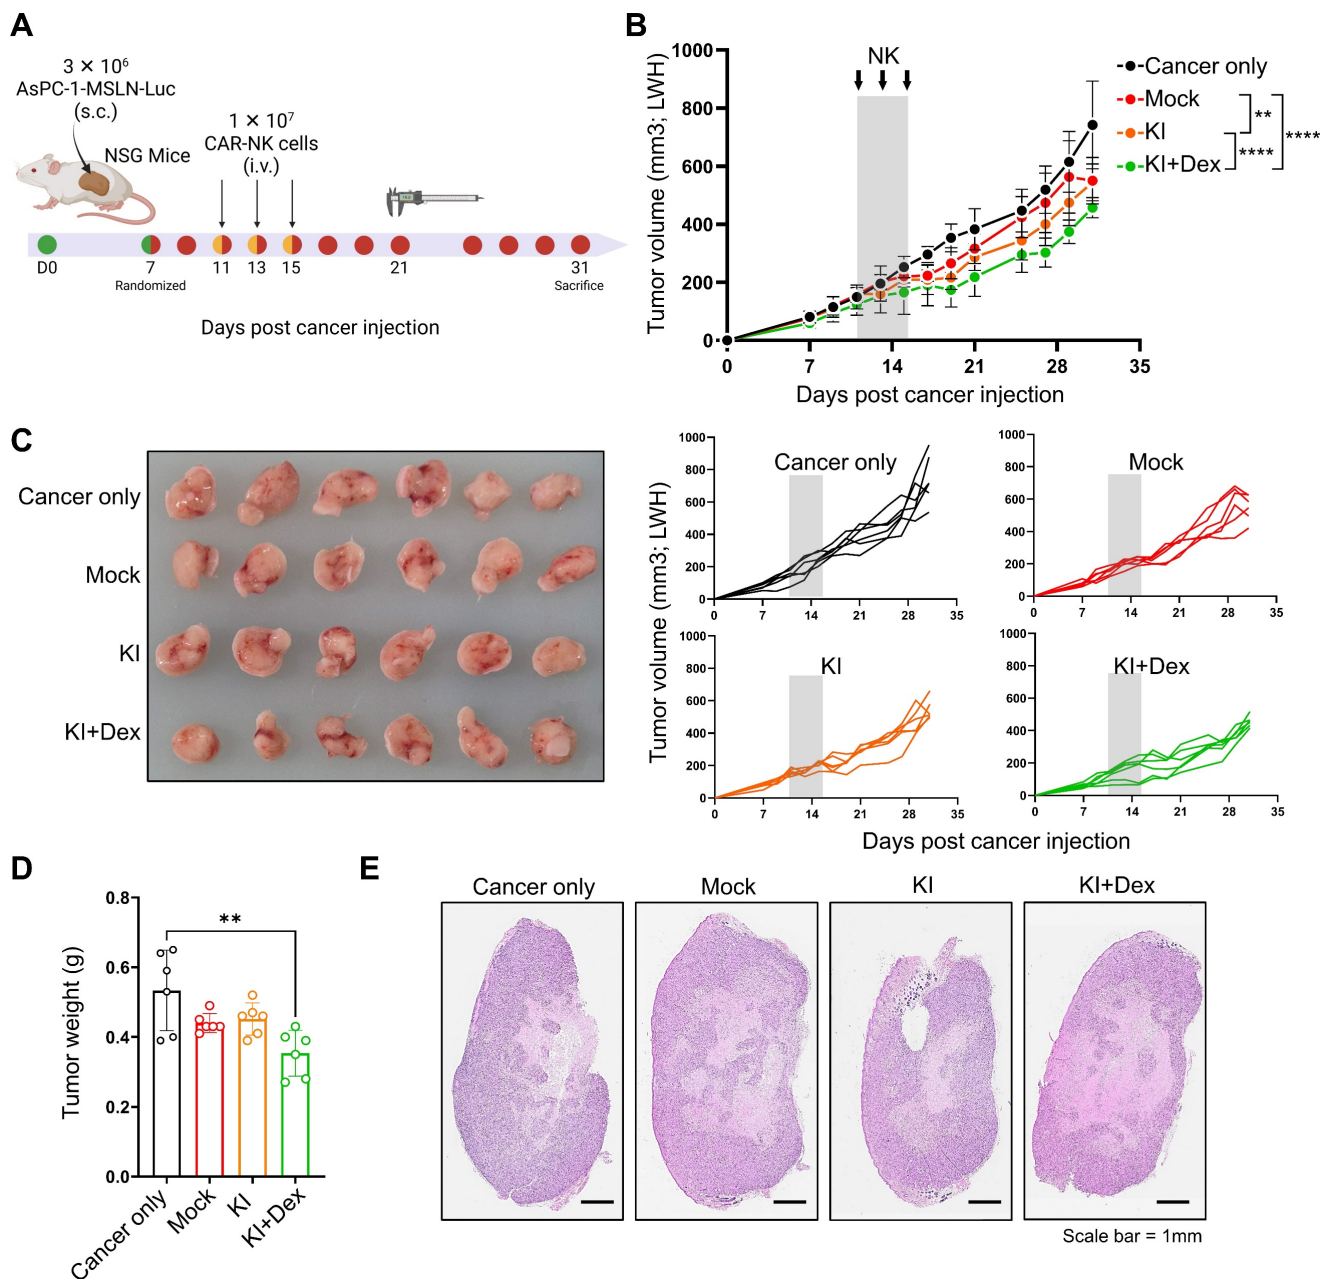 A
3 × 10⁶
AsPC-1-MSLN-Luc
(s.c.)
NSG Mice
1 × 10⁷
CAR-NK cells
(i.v.)
D0
7
11
13
15
21
31
Randomized
Sacrifice
Days post cancer injection
B
Tumor volume (mm3; LWH)
1000
800
600
400
200
0
NK
Cancer only
Mock
KI
KI+Dex
**
****
****
0
7
14
21
28
35
Days post cancer injection
C
Cancer only
Mock
KI
KI+Dex
Tumor volume (mm3; LWH)
Cancer only
1000
800
600
400
200
0
0
7
14
21
28
35
Mock
1000
800
600
400
200
0
0
7
14
21
28
35
KI
1000
800
600
400
200
0
0
7
14
21
28
35
KI+Dex
1000
800
600
400
200
0
0
7
14
21
28
35
Days post cancer injection
D
Tumor weight (g)
0.8
0.6
0.4
0.2
0.0
**
Cancer only
Mock
KI
KI+Dex
E
Cancer only
Mock
KI
KI+Dex
Scale bar = 1mm